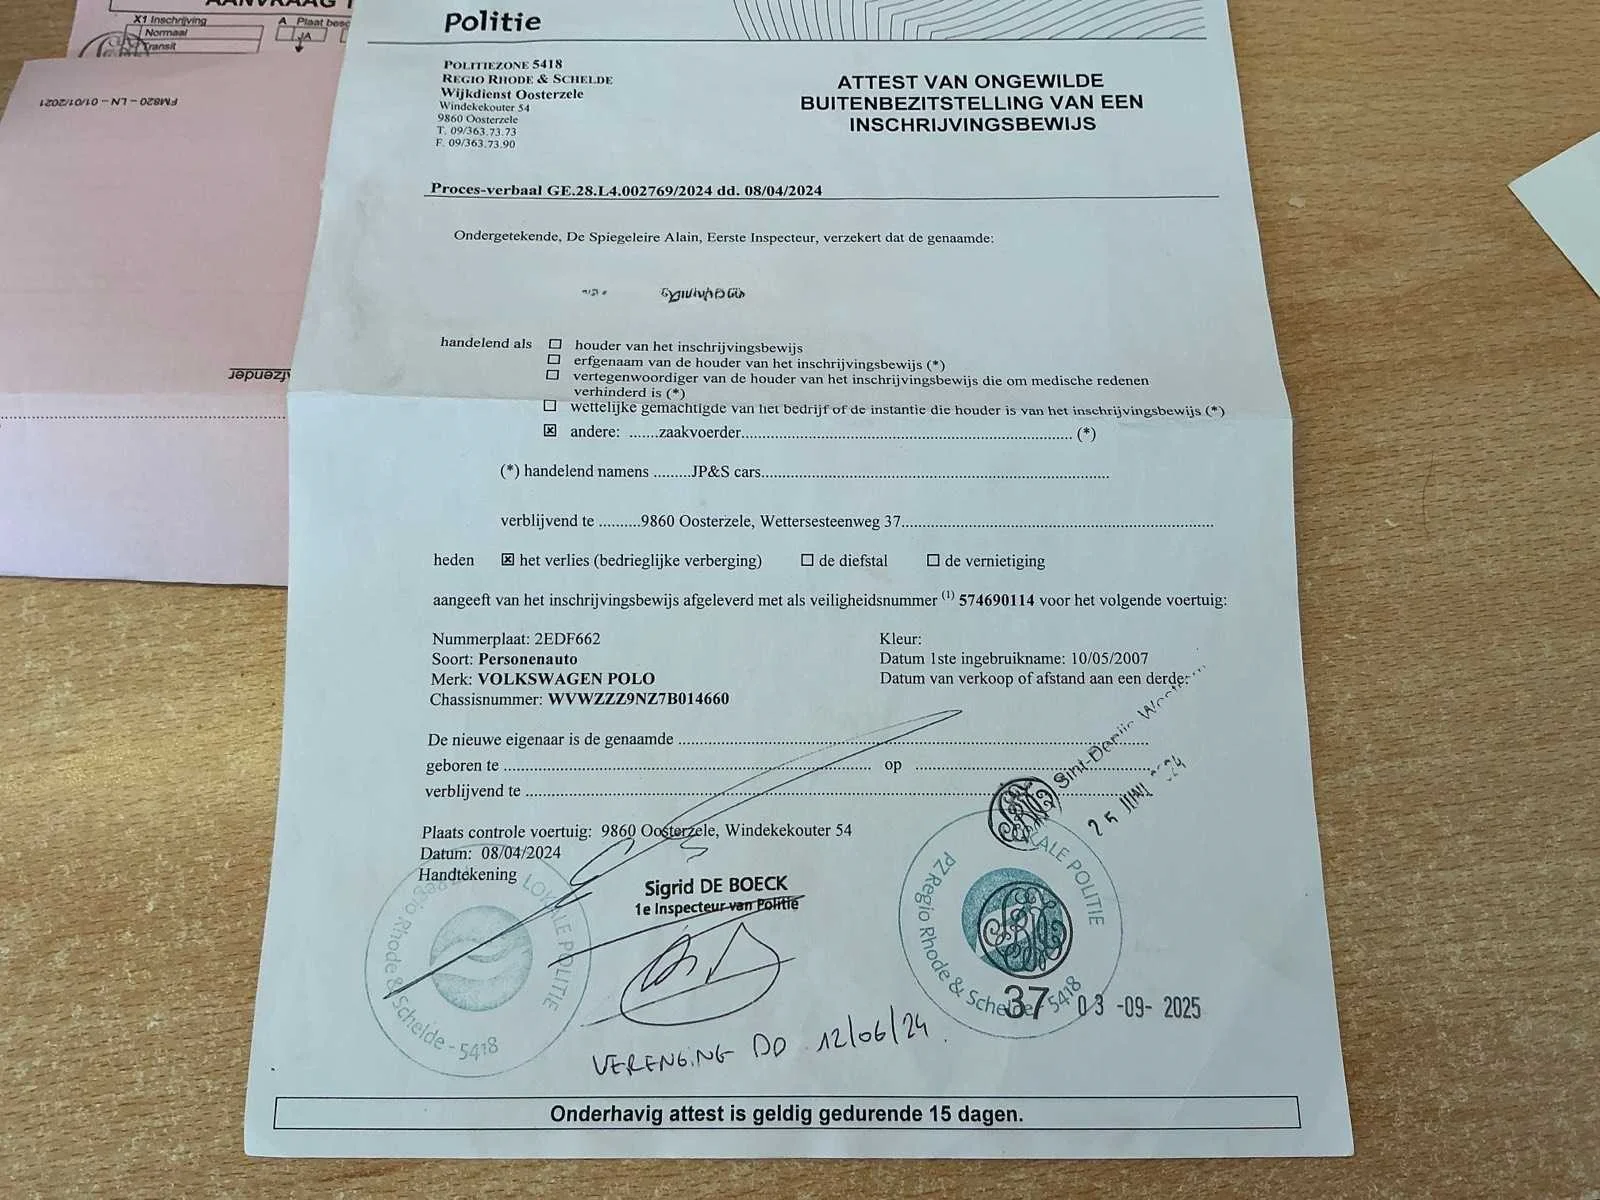 AANVRAAG
X1 Inschrijving
A Plaat
Normaal
JA
Transit
FM820 – LN – 01/01/2021
Afzender
Politie
POLITIEZONE 5418
REGIO RHODE & SCHELDE
Wijkdienst Oosterzele
Windekekouter 54
9860 Oosterzele
T. 09/363.73.73
F. 09/363.73.90
ATTEST VAN ONGEWILDE
BUITENBEZITSTELLING VAN EEN
INSCHRIJVINGSBEWIJS
Proces-verbaal GE.28.L4.002769/2024 dd. 08/04/2024
Ondergetekende, De Spiegeleire Alain, Eerste Inspecteur, verzekert dat de genaamde:
handelend als ☐ houder van het inschrijvingsbewijs
☐ erfgenaam van de houder van het inschrijvingsbewijs (*)
☐ vertegenwoordiger van de houder van het inschrijvingsbewijs die om medische redenen
verhinderd is (*)
☐ wettelijke gemachtigde van het bedrijf of de instantie die houder is van het inschrijvingsbewijs (*)
☒ andere: .......zaakvoerder.......... (*)
(*) handelend namens .........JP&S cars..........
verblijvend te ..........9860 Oosterzele, Wettersesteenweg 37..........
heden ☒ het verlies (bedrieglijke verberging) ☐ de diefstal ☐ de vernietiging
aangeeft van het inschrijvingsbewijs afgeleverd met als veiligheidsnummer (1) 574690114 voor het volgende voertuig:
Nummerplaat: 2EDF662
Soort: Personenauto
Merk: VOLKSWAGEN POLO
Chassisnummer: WVWZZZ9NZ7B014660
Kleur:
Datum 1ste ingebruikname: 10/05/2007
Datum van verkoop of afstand aan een derde:
De nieuwe eigenaar is de genaamde ..........
geboren te .......... op ..........
verblijvend te ..........
25 JUNI
Plaats controle voertuig: 9860 Oosterzele, Windekekouter 54
Datum: 08/04/2024
Handtekening
Sigrid DE BOECK
1e Inspecteur van Politie
LOKALE POLITIE
PZ Regio Rhode & Schelde - 5418
LOKALE POLITIE
PZ Regio Rhode & Schelde - 5418
37 03 -09- 2025
VERENGING DD 12/06/24.
Onderhavig attest is geldig gedurende 15 dagen.